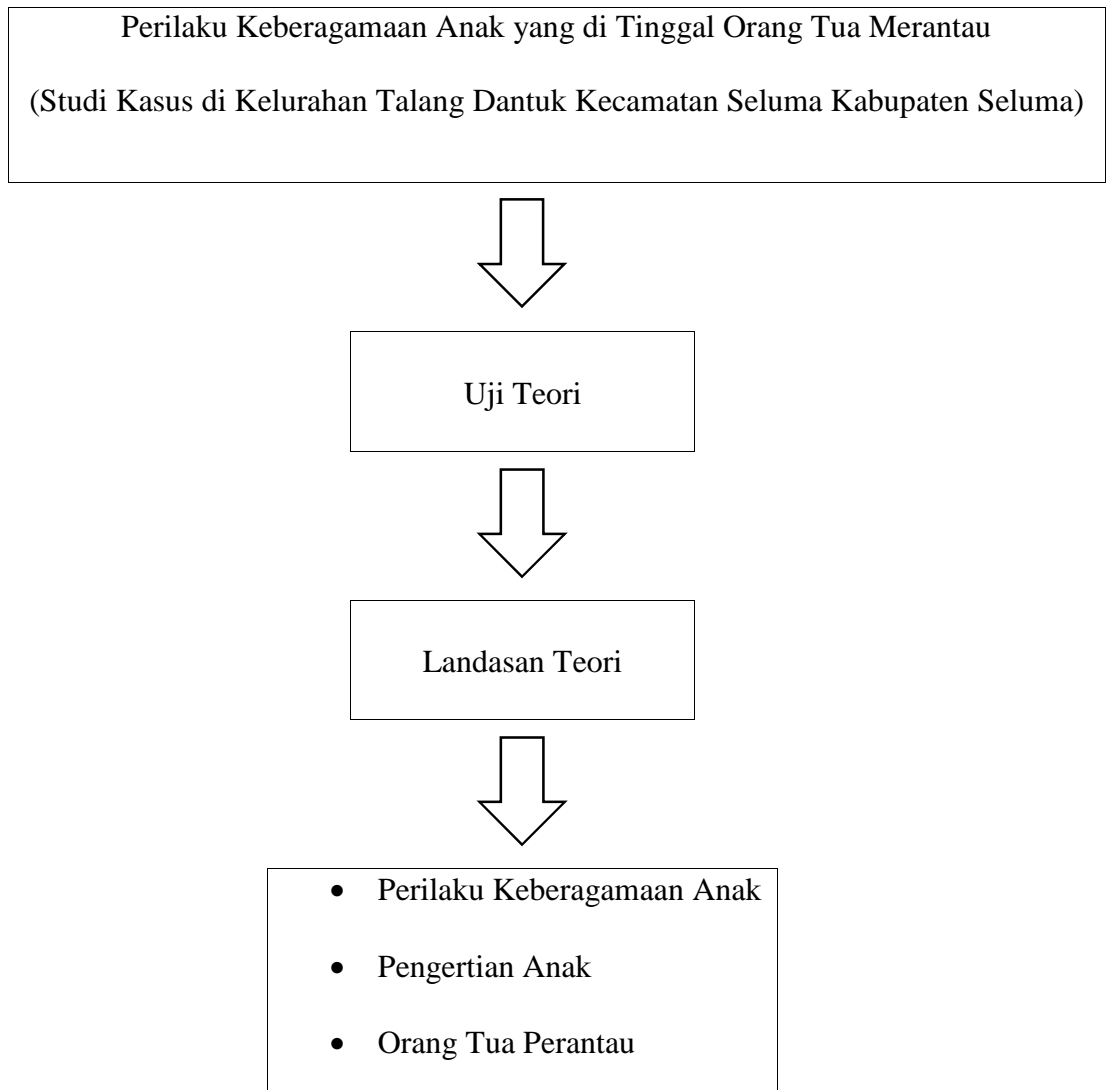 Perilaku Keberagamaan Anak yang di Tinggal Orang Tua Merantau
(Studi Kasus di Kelurahan Talang Dantuk Kecamatan Seluma Kabupaten Seluma)
Uji Teori
Landasan Teori
• Perilaku Keberagamaan Anak
• Pengertian Anak
• Orang Tua Perantau